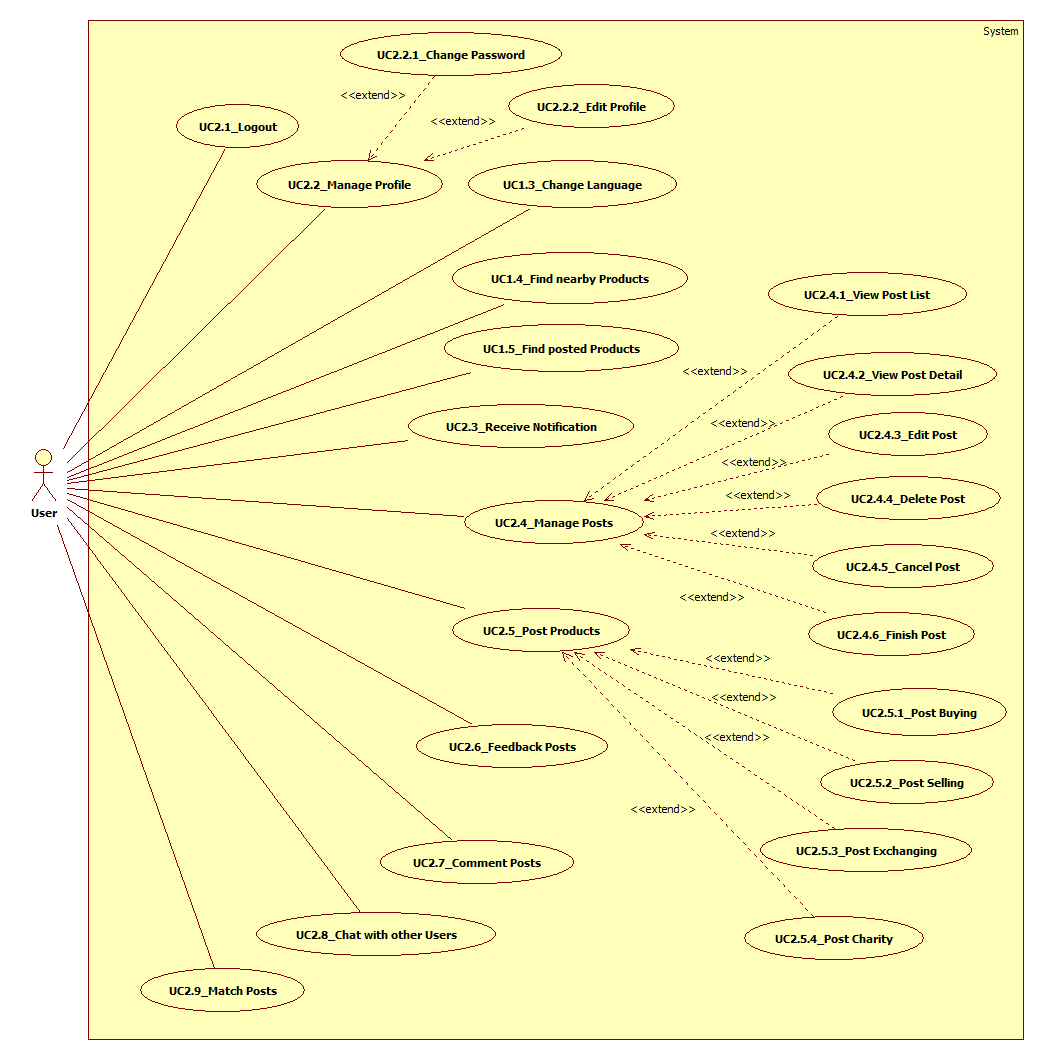 System
UC2.2.1_Change Password
<<extend>>
UC2.2.2_Edit Profile
<<extend>>
UC2.1_Logout
UC2.2_Manage Profile
UC1.3_Change Language
UC1.4_Find nearby Products
UC2.4.1_View Post List
UC1.5_Find posted Products
<<extend>>
UC2.4.2_View Post Detail
<<extend>>
UC2.3_Receive Notification
UC2.4.3_Edit Post
<<extend>>
<<extend>>
UC2.4.4_Delete Post
User
UC2.4_Manage Posts
<<extend>>
UC2.4.5_Cancel Post
<<extend>>
UC2.5_Post Products
UC2.4.6_Finish Post
<<extend>>
<<extend>>
UC2.5.1_Post Buying
<<extend>>
UC2.6_Feedback Posts
UC2.5.2_Post Selling
<<extend>>
UC2.5.3_Post Exchanging
UC2.7_Comment Posts
UC2.8_Chat with other Users
UC2.5.4_Post Charity
UC2.9_Match Posts